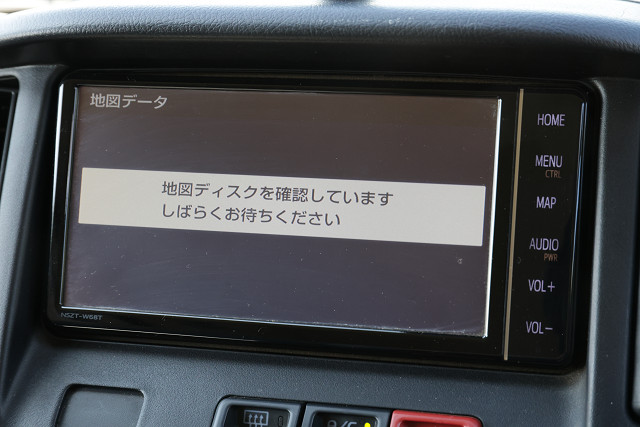 地図データ
地図ディスクを確認しています
しばらくお待ちください
HOME
MENU
CTRL
MAP
AUDIO
PWR
VOL+
VOL−
NSZT-W68T
A/C